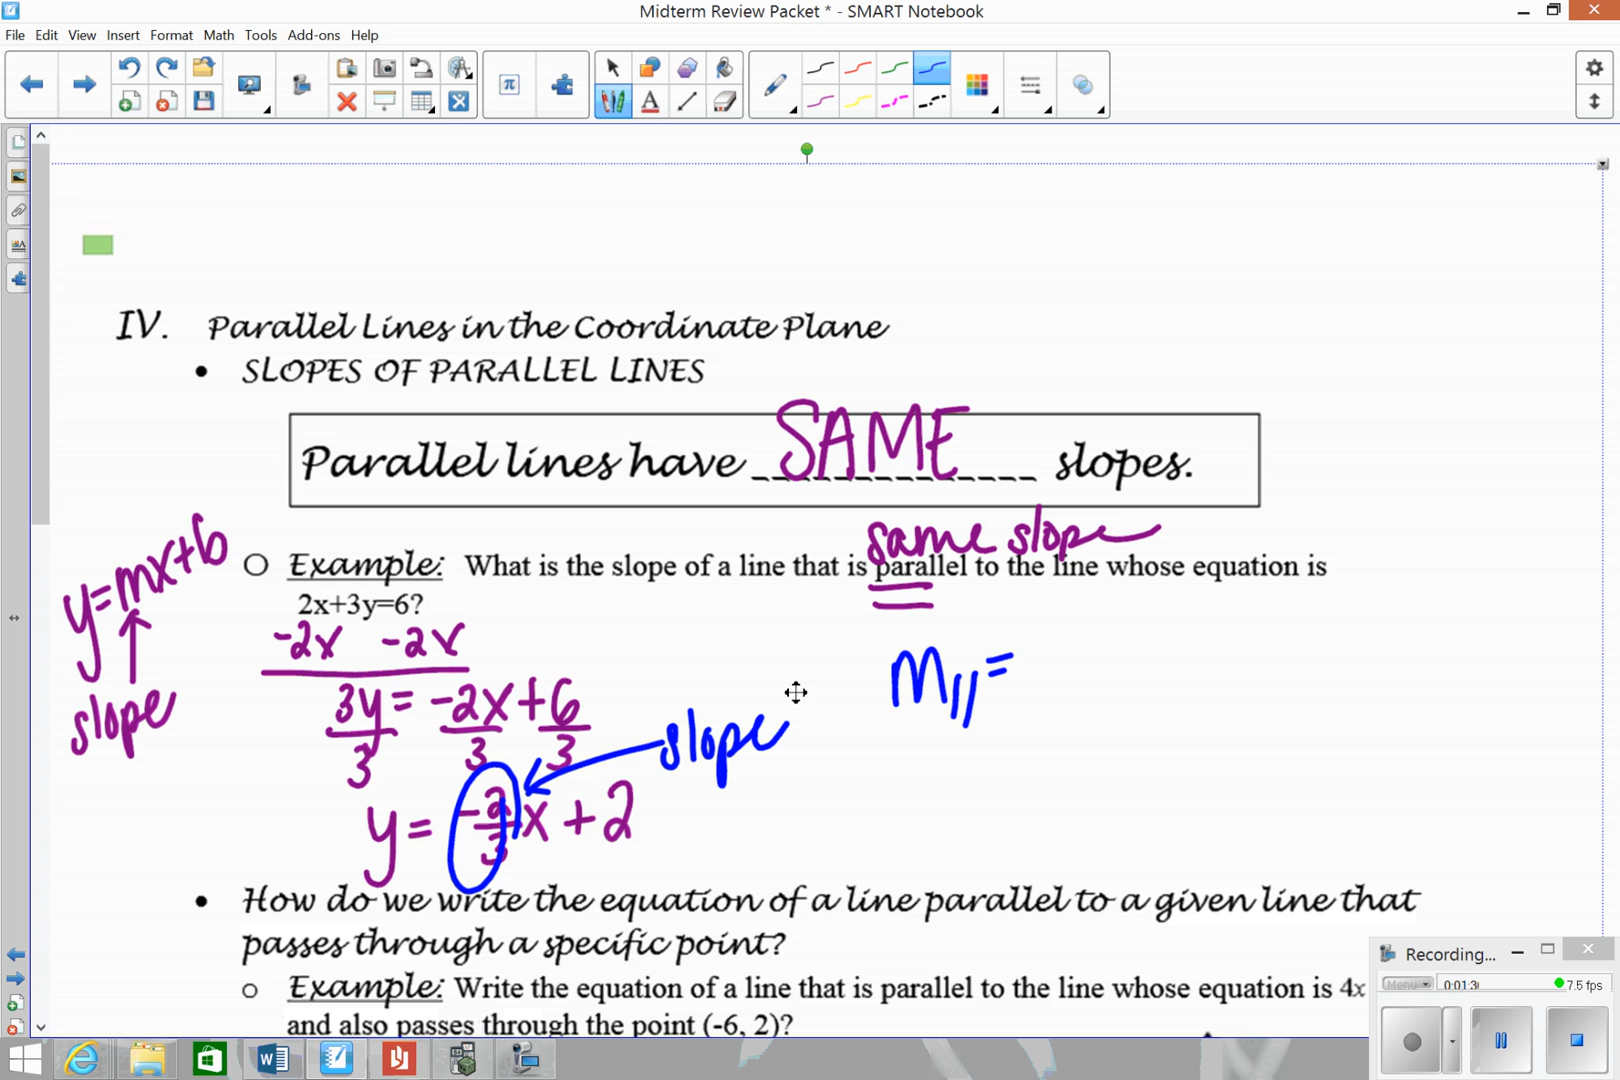 Midterm Review Packet * - SMART Notebook
File Edit View Insert Format Math Tools Add-ons Help
IV. Parallel Lines in the Coordinate Plane
• SLOPES OF PARALLEL LINES
Parallel lines have SAME slopes.
same slope
y=mx+b
slope
o Example: What is the slope of a line that is parallel to the line whose equation is
2x+3y=6?
-2x -2x
3y = -2x + 6
3 3 3
m// =
slope
y = -2/3 x + 2
• How do we write the equation of a line parallel to a given line that
passes through a specific point?
o Example: Write the equation of a line that is parallel to the line whose equation is 4x
and also passes through the point (-6, 2)?
Recording...
Menu 0:01:3 7.5 fps